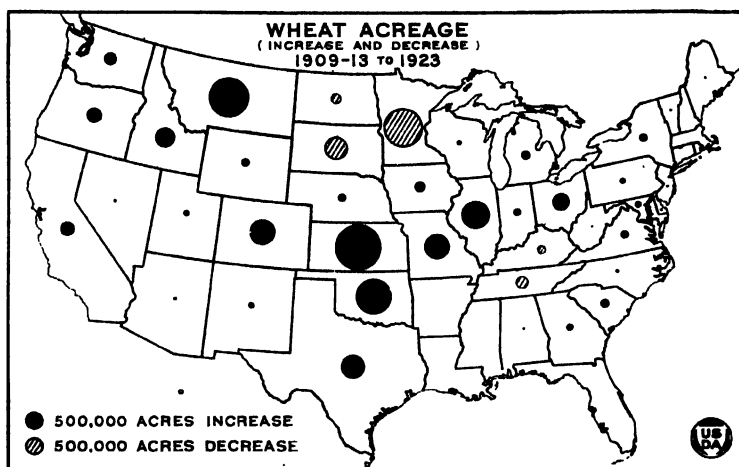 WHEAT ACREAGE
(INCREASE AND DECREASE)
1909-13 TO 1923
500,000 ACRES INCREASE
500,000 ACRES DECREASE
US
DA